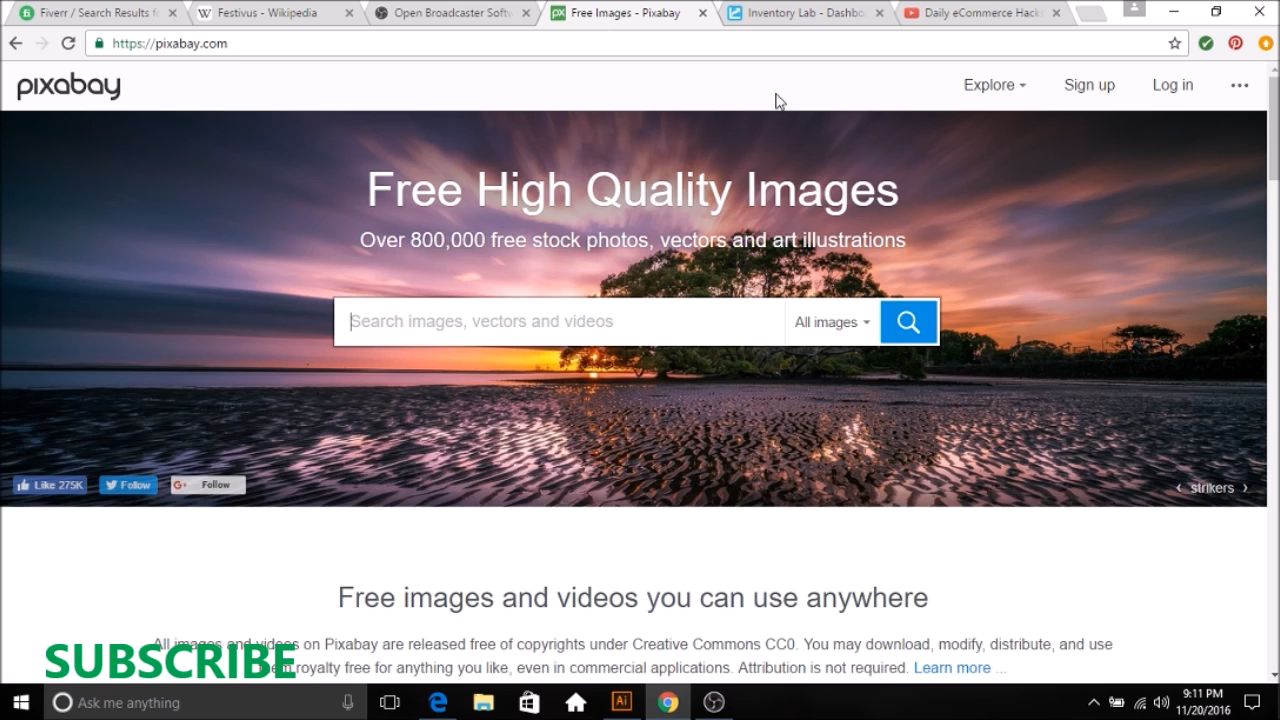 Fiverr / Search Results f
Festivus - Wikipedia
Open Broadcaster Softw
Free Images - Pixabay
Inventory Lab - Dashbo
Daily eCommerce Hack
https://pixabay.com
pixabay
Explore
Sign up
Log in
Free High Quality Images
Over 800,000 free stock photos, vectors and art illustrations
Search images, vectors and videos
All images
Like 275K
Follow
G+ Follow
strikers
Free images and videos you can use anywhere
All images and videos on Pixabay are released free of copyrights under Creative Commons CC0. You may download, modify, distribute, and use
them royalty free for anything you like, even in commercial applications. Attribution is not required. Learn more ...
SUBSCRIBE
Ask me anything
Ai
9:11 PM
11/20/2016